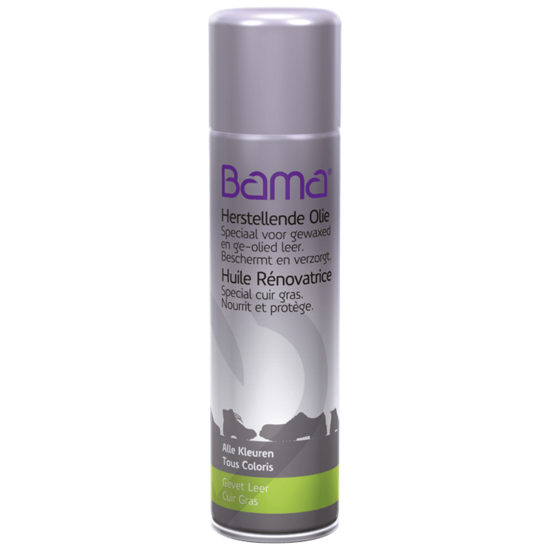 Bama®
Herstellende Olie
Speciaal voor gewaxed
en ge-olied leer.
Beschermt en verzorgt.
Huile Rénovatrice
Special cuir gras.
Nourrit et protège.
Alle Kleuren
Tous Coloris
Gevet Leer
Cuir Gras